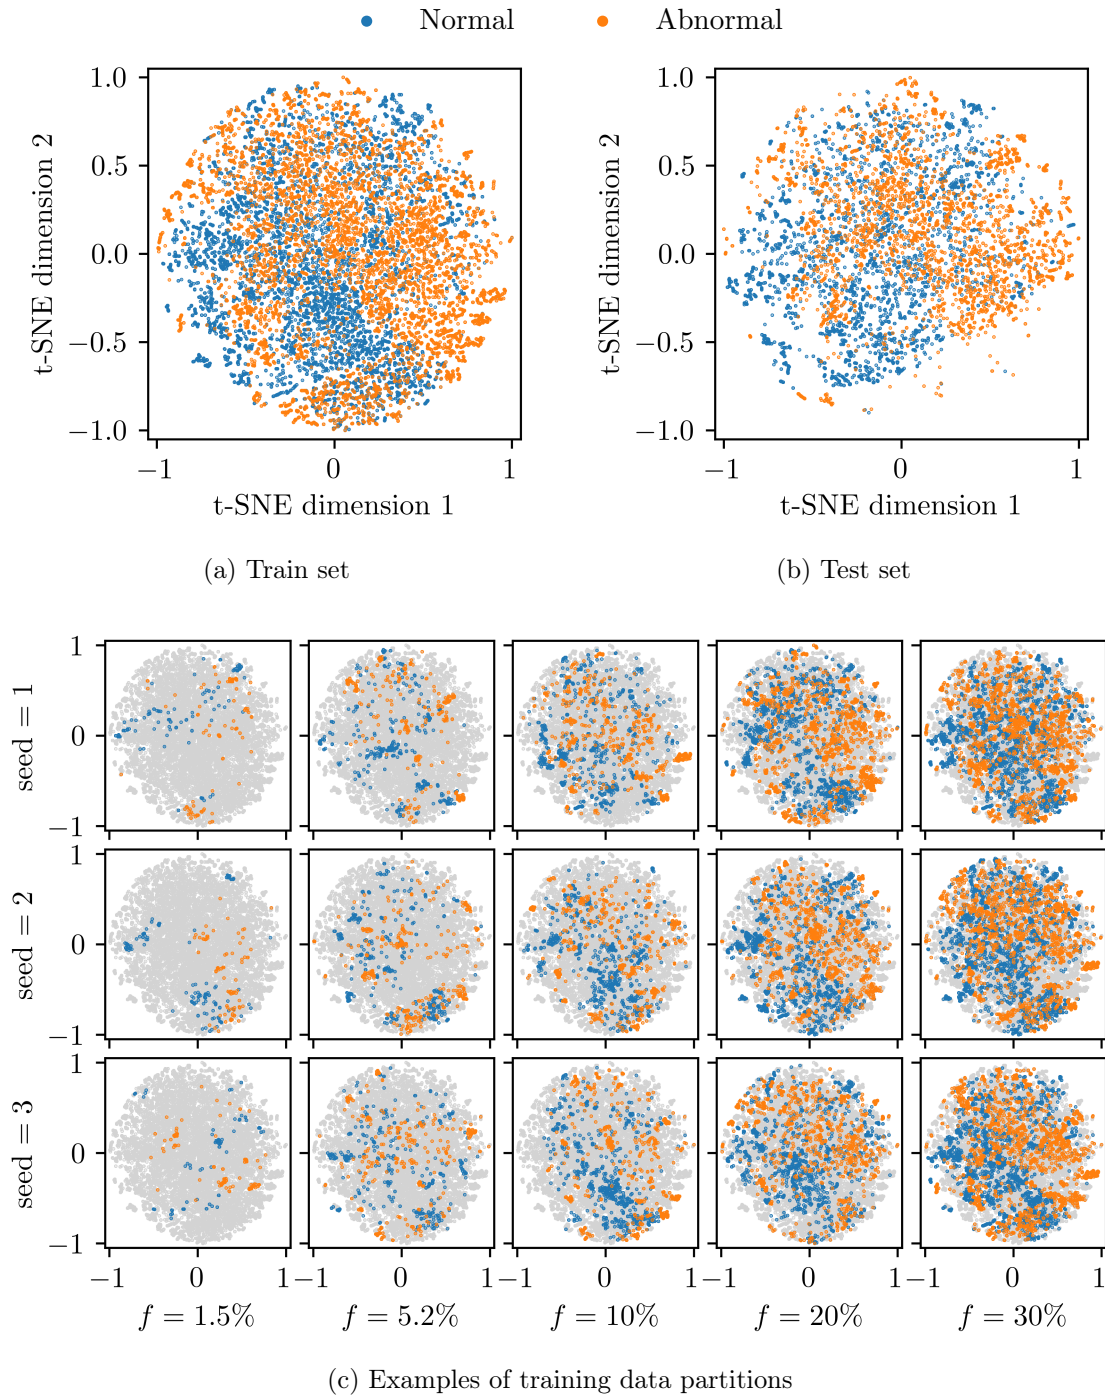 Normal Abnormal
1.0
0.5
0.0
−0.5
−1.0
t-SNE dimension 2
−1 0 1
t-SNE dimension 1
(a) Train set
1.0
0.5
0.0
−0.5
−1.0
t-SNE dimension 2
−1 0 1
t-SNE dimension 1
(b) Test set
seed = 1
1
0
−1
seed = 2
1
0
−1
seed = 3
1
0
−1
−1 0 1 −1 0 1 −1 0 1 −1 0 1 −1 0 1
f = 1.5% f = 5.2% f = 10% f = 20% f = 30%
(c) Examples of training data partitions